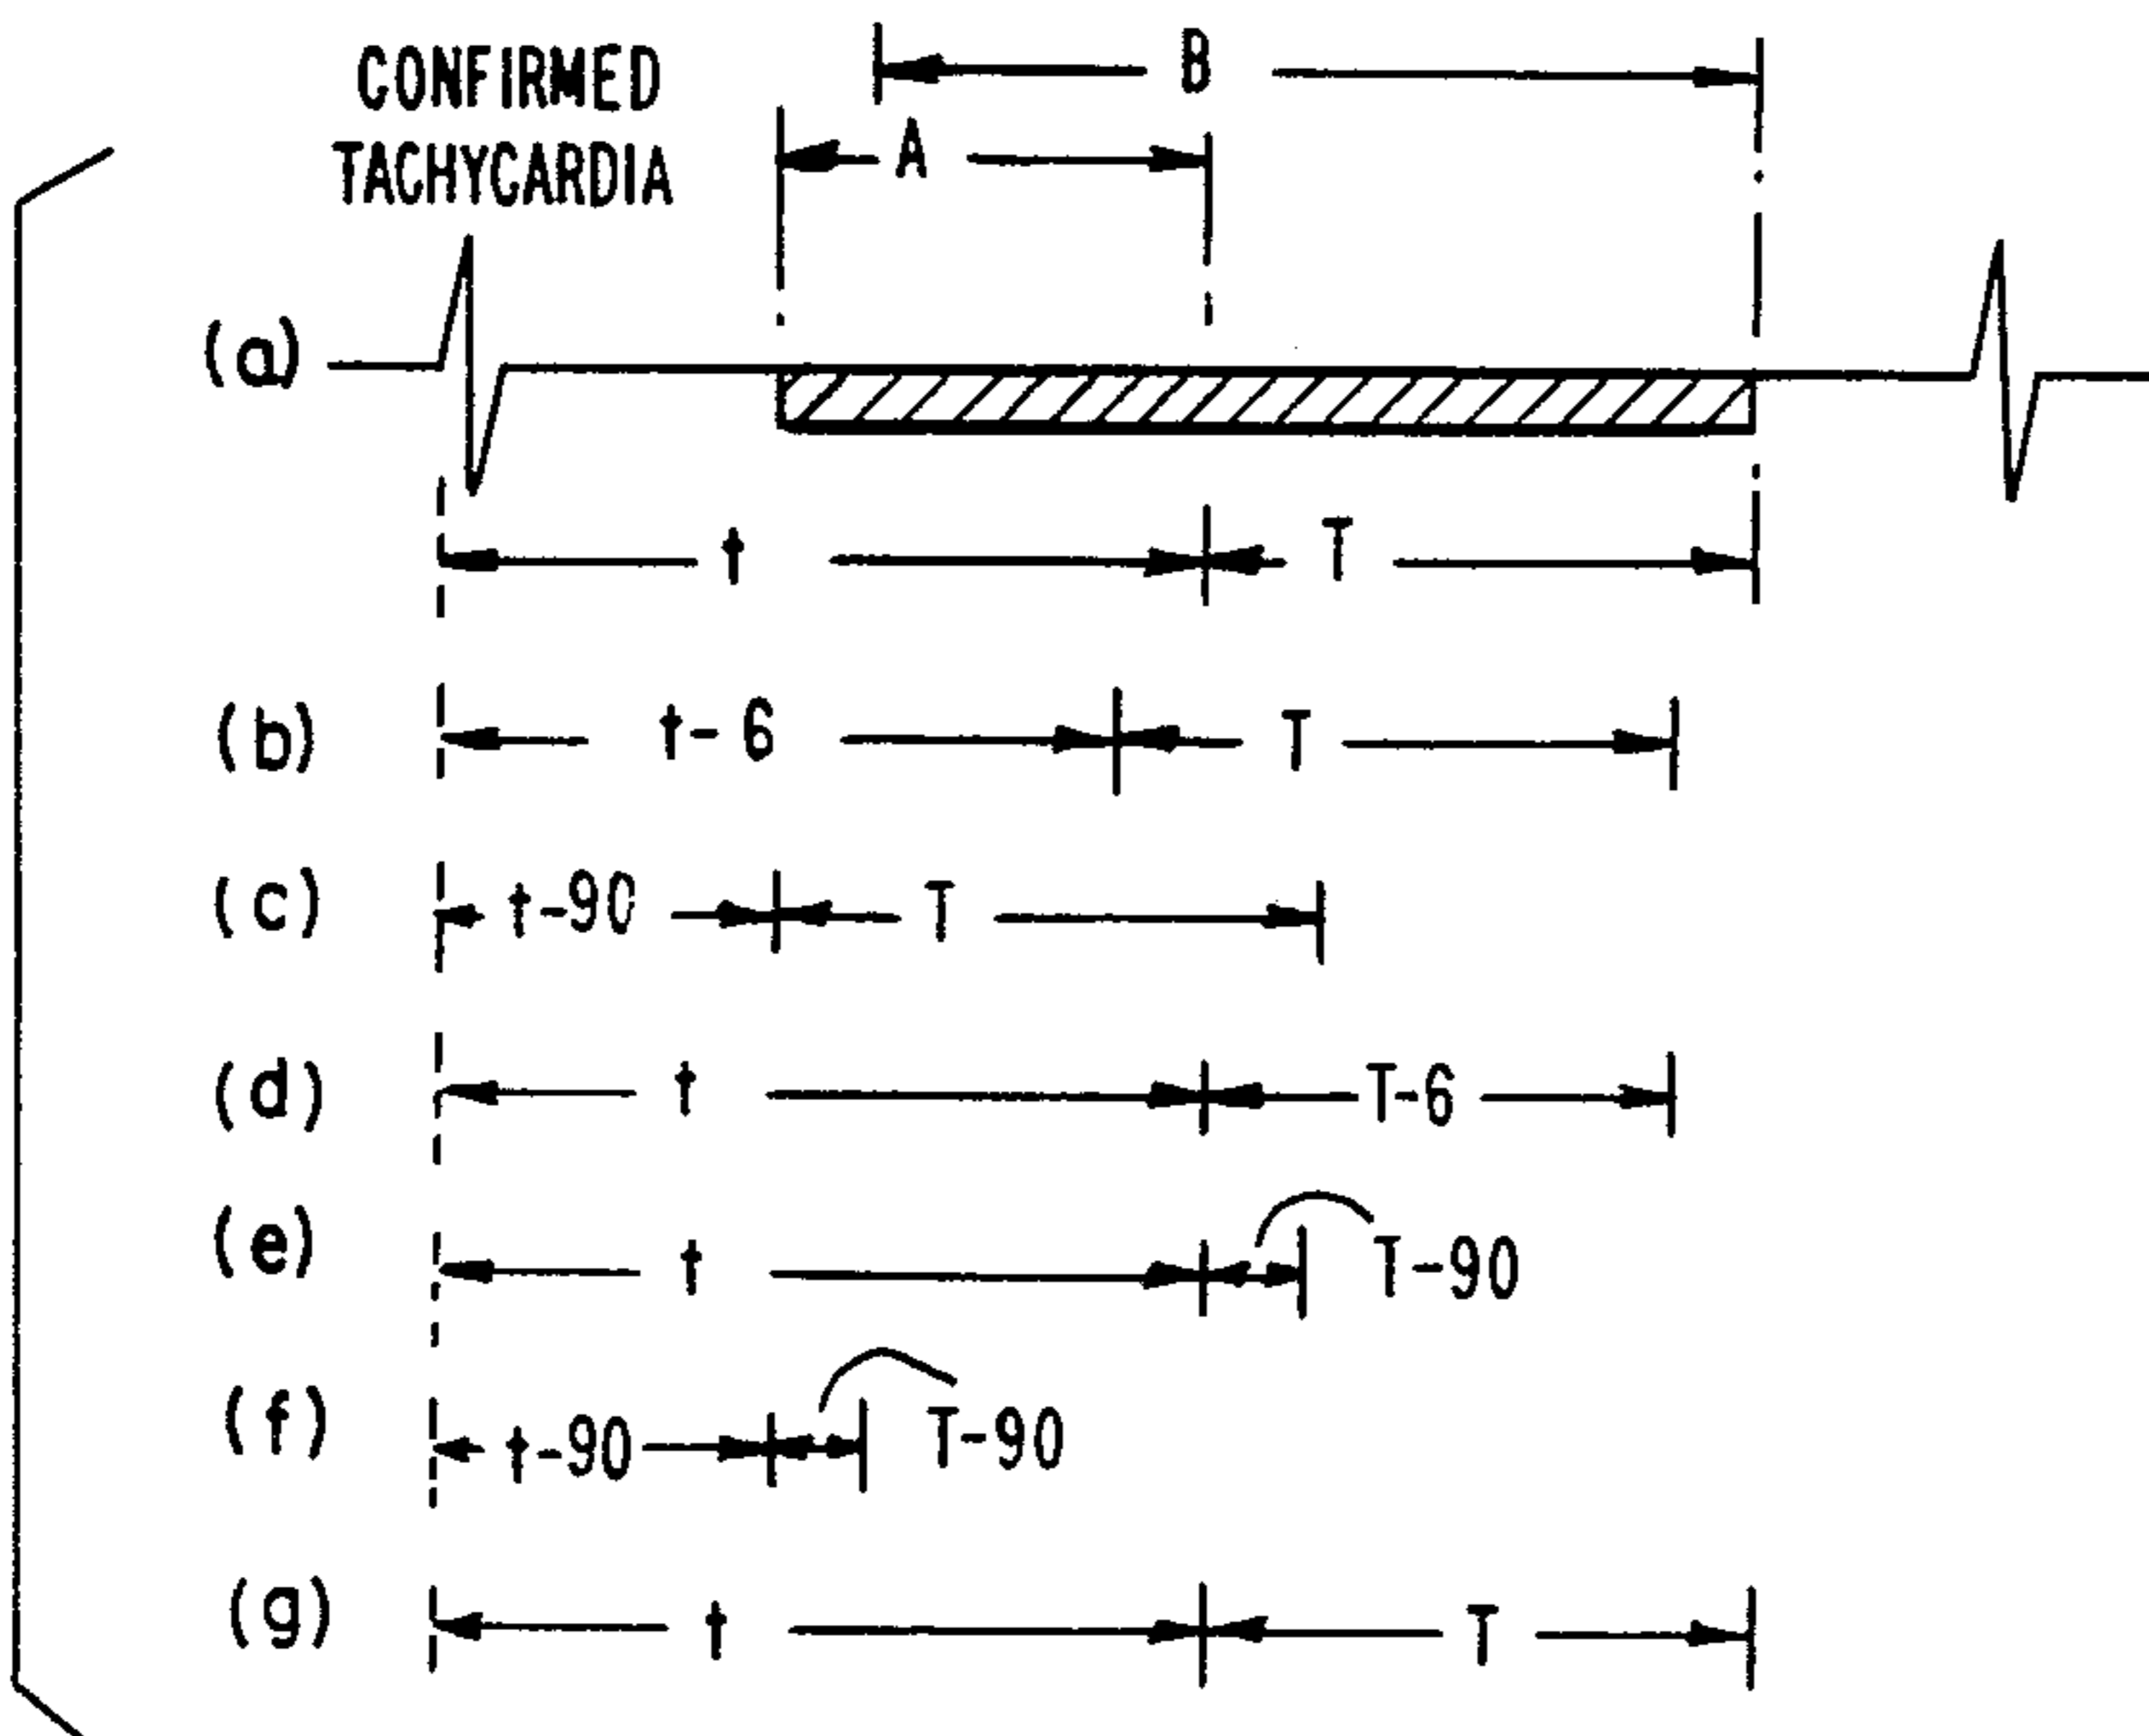 CONFIRMED
TACHYCARDIA
B
A
(a)
t T
(b) t-6 T
(c) t-90 T
(d) t T-6
(e) t T-90
(f) t-90 T-90
(g) t T